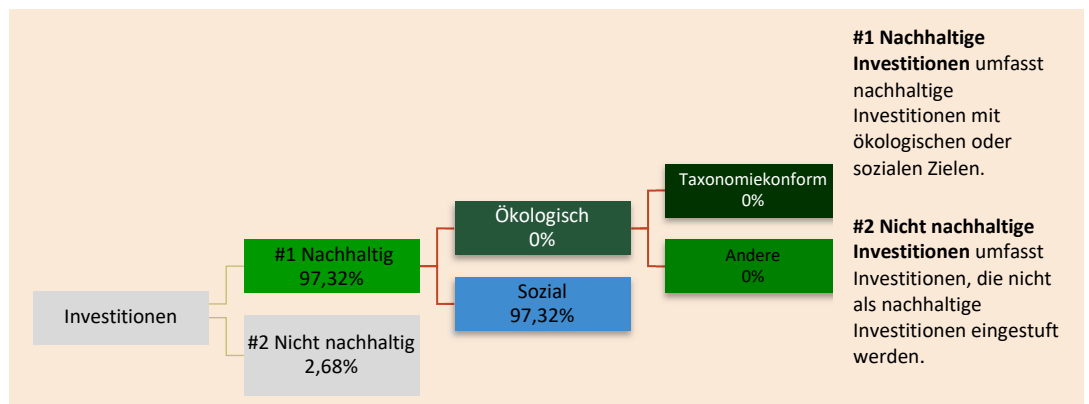 Investitionen
#1 Nachhaltig
97,32%
#2 Nicht nachhaltig
2,68%
Ökologisch
0%
Sozial
97,32%
Taxonomiekonform
0%
Andere
0%
#1 Nachhaltige
Investitionen umfasst
nachhaltige
Investitionen mit
ökologischen oder
sozialen Zielen.
#2 Nicht nachhaltige
Investitionen umfasst
Investitionen, die nicht
als nachhaltige
Investitionen eingestuft
werden.